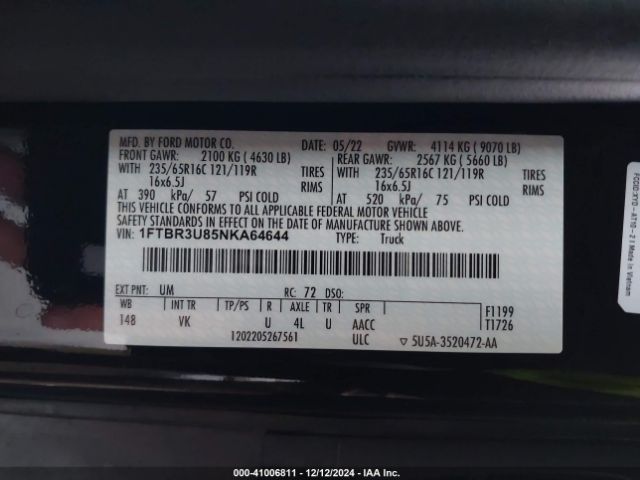 MFD. BY FORD MOTOR CO.
DATE: 05/22 GVWR: 4114 KG ( 9070 LB)
FRONT GAWR: 2100 KG ( 4630 LB)
REAR GAWR: 2567 KG ( 5660 LB)
WITH 235/65R16C 121/119R TIRES
WITH 235/65R16C 121/119R TIRES
16x6.5J RIMS
16x6.5J RIMS
AT 390 kPa/ 57 PSI COLD
AT 520 kPa/ 75 PSI COLD
THIS VEHICLE CONFORMS TO ALL APPLICABLE FEDERAL MOTOR VEHICLE
SAFETY STANDARDS IN EFFECT ON THE DATE OF MANUFACTURE SHOWN ABOVE.
VIN: 1FTBR3U85NKA64644 TYPE: Truck
EXT PNT: UM RC: 72 DSO:
WB INT TR TP/PS R AXLE TR SPR F1199
148 VK U 4L U AACC T1726
1202205267561 ULC 5U5A-3520472-AA
Made in Vietnam
000-41006811 - 12/12/2024 - IAA Inc.